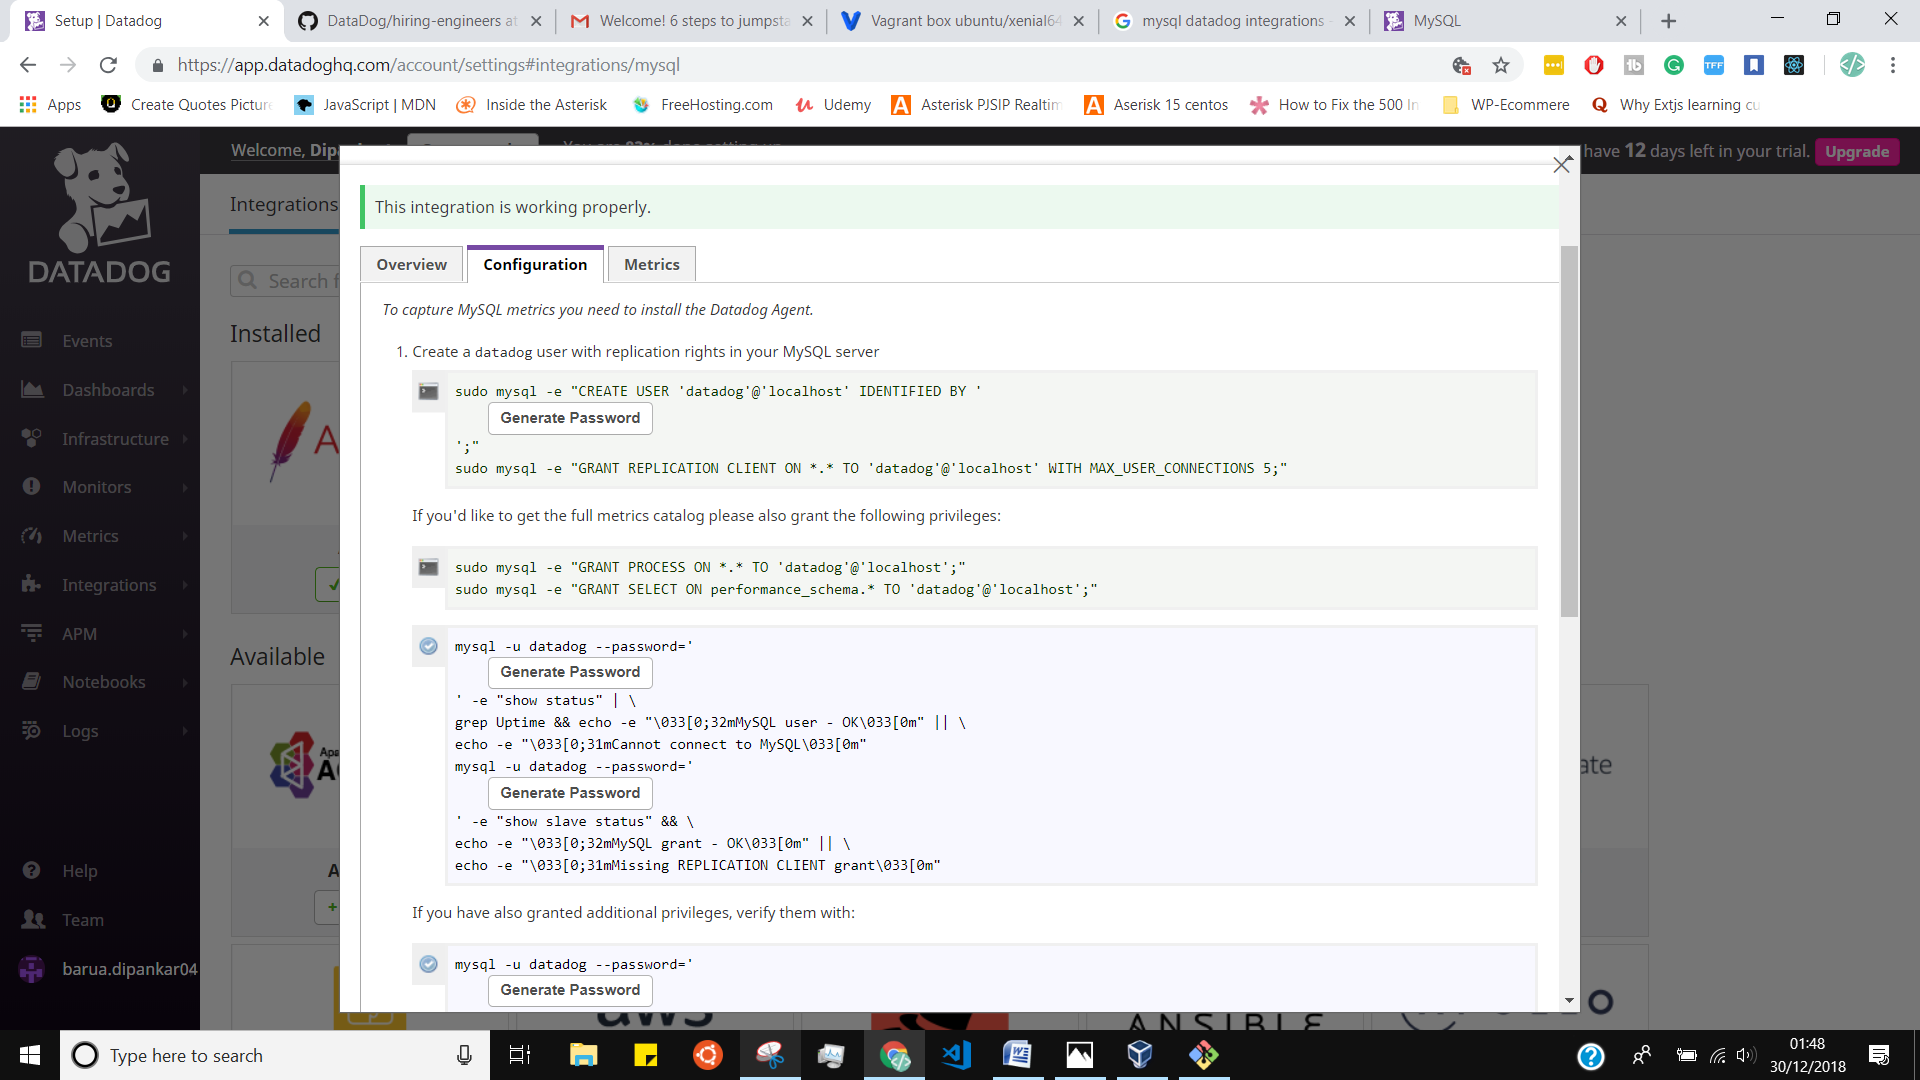 Setup | Datadog
DataDog/hiring-engineers at
Welcome! 6 steps to jumpsta
Vagrant box ubuntu/xenial64
mysql datadog integrations -
MySQL
https://app.datadoghq.com/account/settings#integrations/mysql
Apps
Create Quotes Picture
JavaScript | MDN
Inside the Asterisk
FreeHosting.com
Udemy
Asterisk PJSIP Realtim
Aserisk 15 centos
How to Fix the 500 In
WP-Ecommerce
Why Extjs learning cu
DATADOG
Events
Dashboards
Infrastructure
Monitors
Metrics
Integrations
APM
Notebooks
Logs
Help
Team
barua.dipankar04
Welcome, Dip
have 12 days left in your trial.
Upgrade
Integrations
Search f
Installed
Available
This integration is working properly.
Overview
Configuration
Metrics
To capture MySQL metrics you need to install the Datadog Agent.
1. Create a datadog user with replication rights in your MySQL server
sudo mysql -e "CREATE USER 'datadog'@'localhost' IDENTIFIED BY '
Generate Password
';"
sudo mysql -e "GRANT REPLICATION CLIENT ON *.* TO 'datadog'@'localhost' WITH MAX_USER_CONNECTIONS 5;"
If you'd like to get the full metrics catalog please also grant the following privileges:
sudo mysql -e "GRANT PROCESS ON *.* TO 'datadog'@'localhost';"
sudo mysql -e "GRANT SELECT ON performance_schema.* TO 'datadog'@'localhost';"
mysql -u datadog --password='
Generate Password
' -e "show status" | \
grep Uptime && echo -e "\033[0;32mMySQL user - OK\033[0m" || \
echo -e "\033[0;31mCannot connect to MySQL\033[0m"
mysql -u datadog --password='
Generate Password
' -e "show slave status" && \
echo -e "\033[0;32mMySQL grant - OK\033[0m" || \
echo -e "\033[0;31mMissing REPLICATION CLIENT grant\033[0m"
If you have also granted additional privileges, verify them with:
mysql -u datadog --password='
Generate Password
aws
ANSIBLE
Type here to search
01:48
30/12/2018